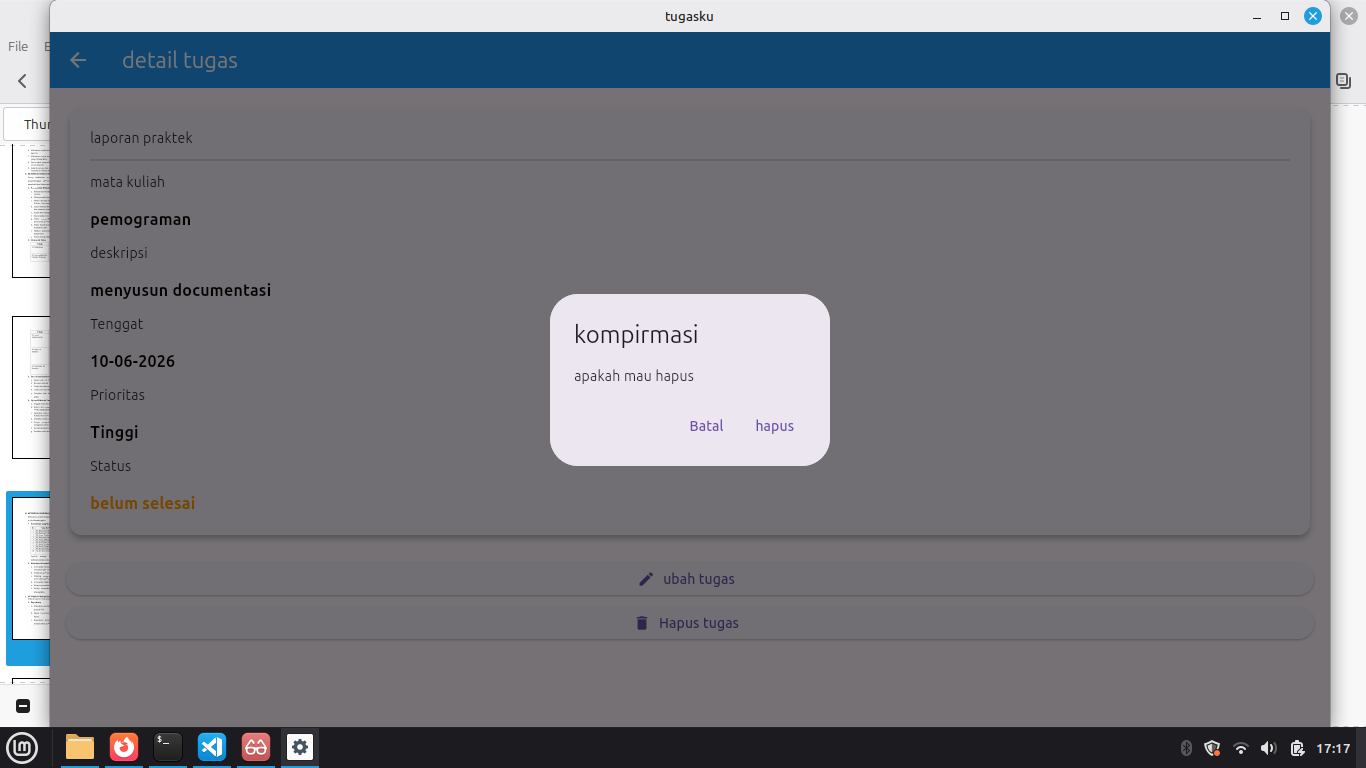 tugasku
File
detail tugas
Thur
laporan praktek
mata kuliah
pemograman
deskripsi
menyusun documentasi
Tenggat
10-06-2026
Prioritas
Tinggi
Status
belum selesai
kompirmasi
apakah mau hapus
Batal hapus
ubah tugas
Hapus tugas
17:17